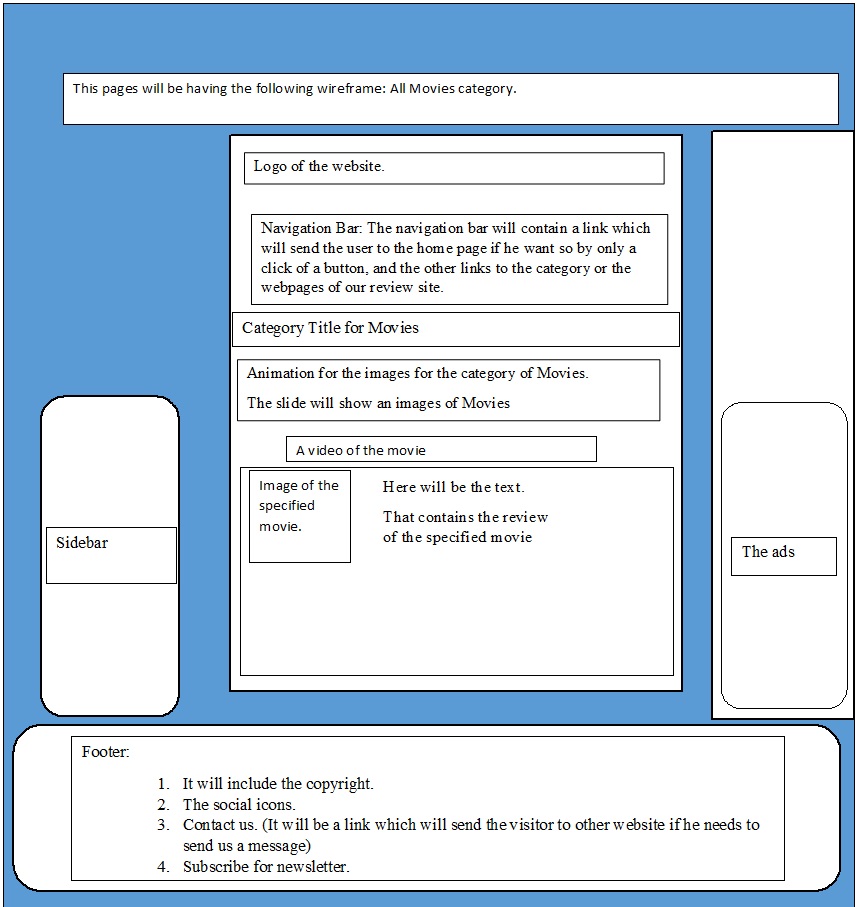 This pages will be having the following wireframe: All Movies category.
Logo of the website.
Navigation Bar: The navigation bar will contain a link which
will send the user to the home page if he want so by only a
click of a button, and the other links to the category or the
webpages of our review site.
Category Title for Movies
Animation for the images for the category of Movies.
The slide will show an images of Movies
A video of the movie
Image of the
specified
movie.
Here will be the text.
That contains the review
of the specified movie
Sidebar
The ads
Footer:
1. It will include the copyright.
2. The social icons.
3. Contact us. (It will be a link which will send the visitor to other website if he needs to
send us a message)
4. Subscribe for newsletter.